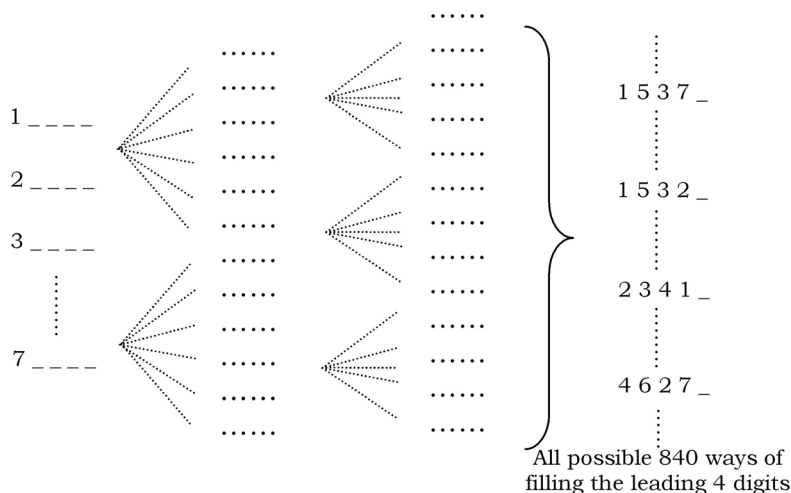 1 _ _ _ _
2 _ _ _ _
3 _ _ _ _
7 _ _ _ _
1 5 3 7 _
1 5 3 2 _
2 3 4 1 _
4 6 2 7 _
All possible 840 ways of
filling the leading 4 digits